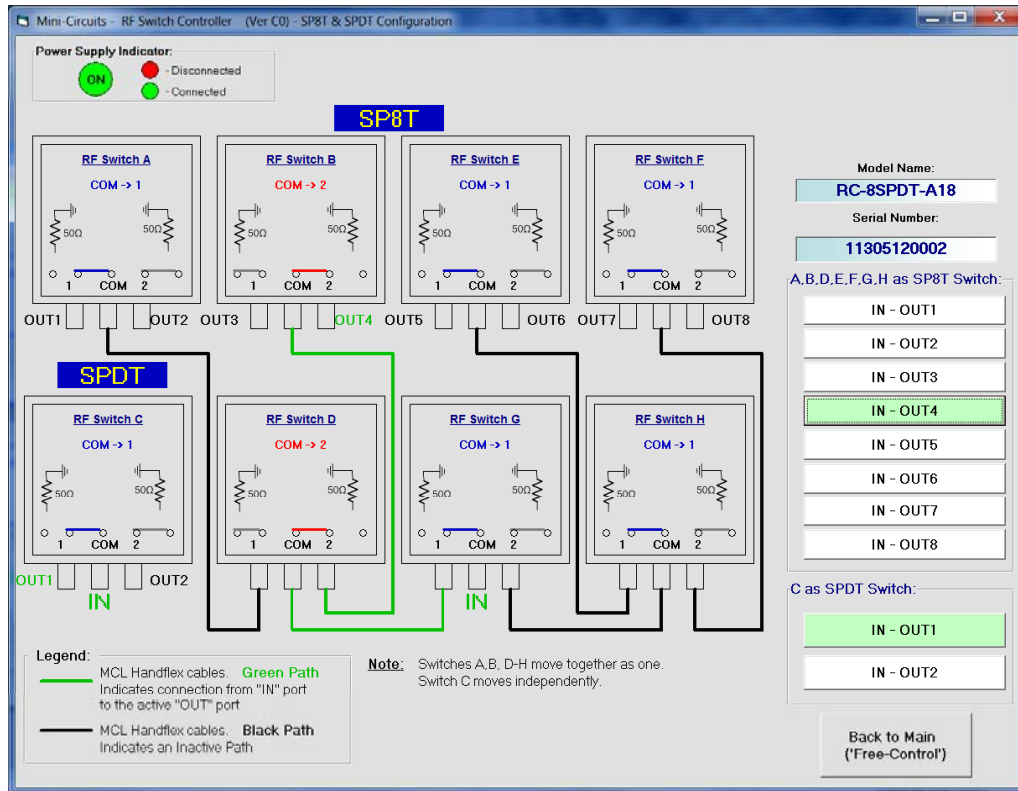 Mini-Circuits - RF Switch Controller (Ver C0) - SP8T & SPDT Configuration
Power Supply Indicator:
ON
- Disconnected
- Connected
SP8T
RF Switch A
COM -> 1
50Ω
50Ω
1 COM 2
RF Switch B
COM -> 2
50Ω
50Ω
1 COM 2
RF Switch E
COM -> 1
50Ω
50Ω
1 COM 2
RF Switch F
COM -> 1
50Ω
50Ω
1 COM 2
OUT1 OUT2 OUT3 OUT4 OUT5 OUT6 OUT7 OUT8
SPDT
RF Switch C
COM -> 1
50Ω
50Ω
1 COM 2
RF Switch D
COM -> 2
50Ω
50Ω
1 COM 2
RF Switch G
COM -> 1
50Ω
50Ω
1 COM 2
RF Switch H
COM -> 1
50Ω
50Ω
1 COM 2
OUT1 OUT2
IN
IN
Legend:
MCL Handflex cables. Green Path
Indicates connection from "IN" port
to the active "OUT" port
MCL Handflex cables. Black Path
Indicates an Inactive Path
Note: Switches A,B, D-H move together as one.
Switch C moves independently.
Model Name:
RC-8SPDT-A18
Serial Number:
11305120002
A,B,D,E,F,G,H as SP8T Switch:
IN - OUT1
IN - OUT2
IN - OUT3
IN - OUT4
IN - OUT5
IN - OUT6
IN - OUT7
IN - OUT8
C as SPDT Switch:
IN - OUT1
IN - OUT2
Back to Main
('Free-Control')